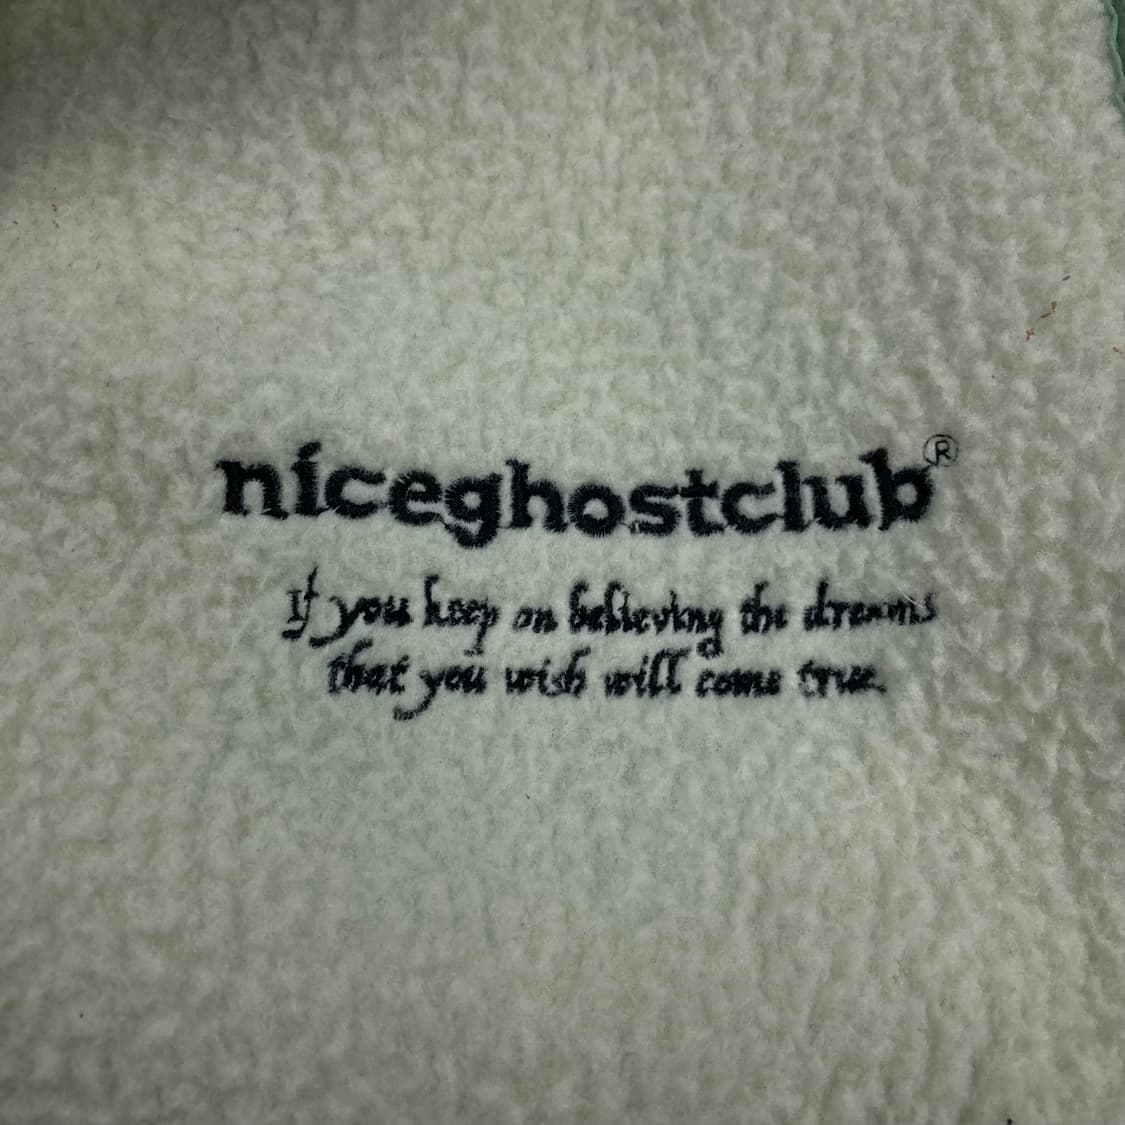 niceghostclub®
If you keep on believing the dreams
that you wish will come true.